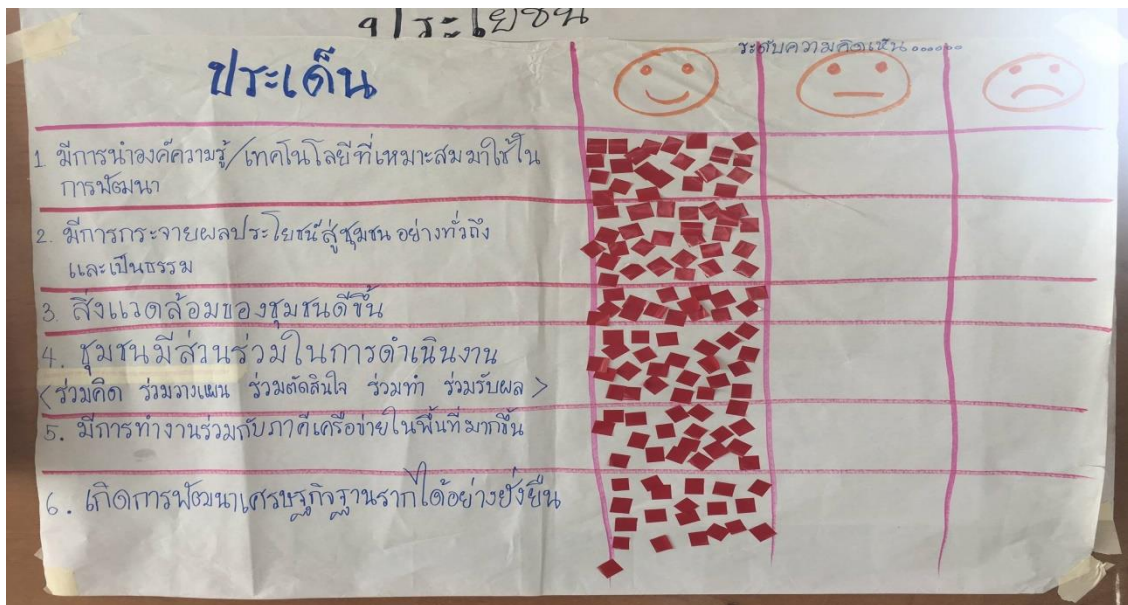 ประโยชน์
ระดับความคิดเห็น......
ประเด็น
1 มีการนำองค์ความรู้/เทคโนโลยีที่เหมาะสมมาใช้ใน
การพัฒนา
2. มีการกระจายผลประโยชน์สู่ชุมชน อย่างทั่วถึง
และเป็นธรรม
3. สิ่งแวดล้อมของชุมชนดีขึ้น
4. ชุมชนมีส่วนร่วมในการดำเนินงาน
<ร่วมคิด ร่วมวางแผน ร่วมตัดสินใจ ร่วมทำ ร่วมรับผล>
5. มีการทำงานร่วมกับภาคีเครือข่ายในพื้นที่มากขึ้น
6. เกิดการพัฒนาเศรษฐกิจฐานรากได้อย่างยั่งยืน